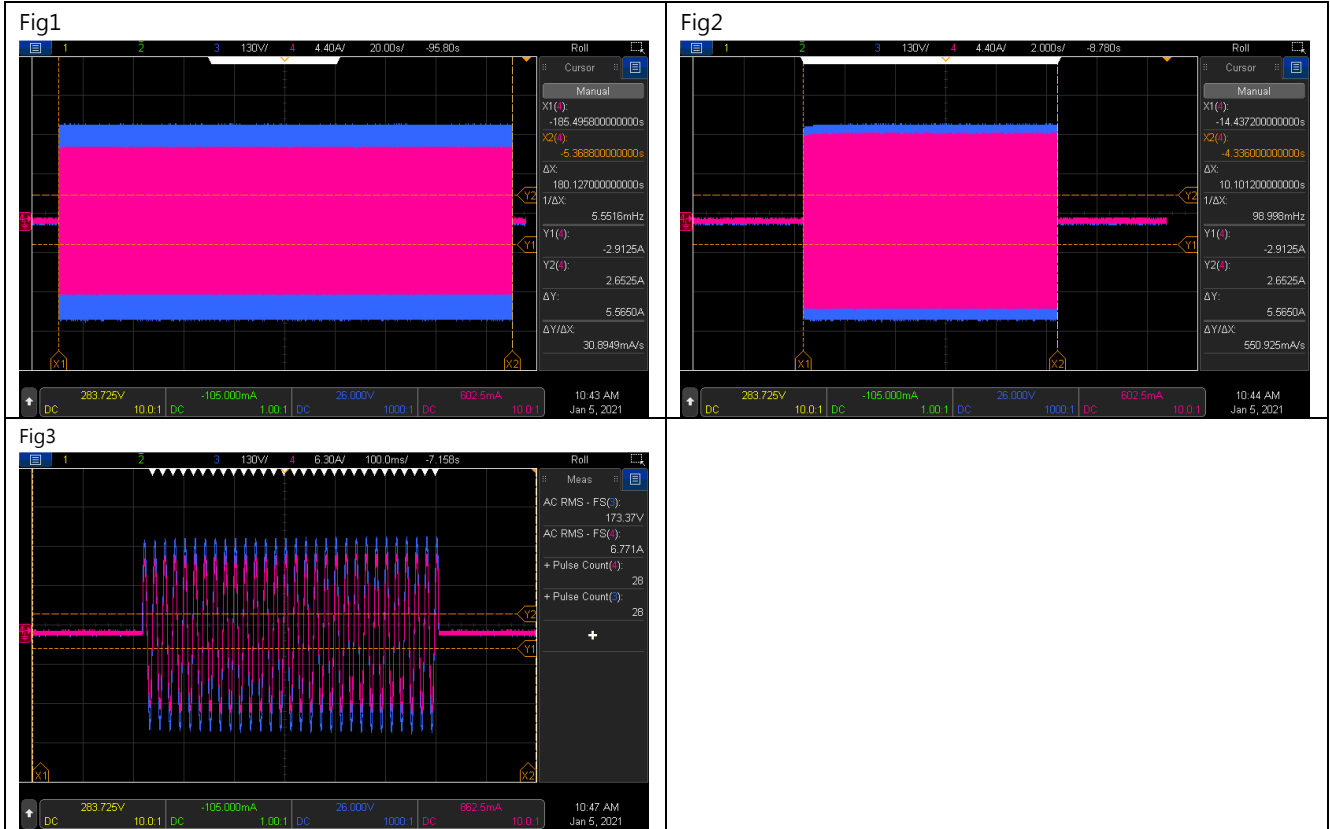 Fig1
1 2 3 130V/ 4 4.40A/ 20.00s/ -95.80s Roll
Cursor
Manual
X1(4):
-185.495800000000s
X2(4):
-5.368800000000s
ΔX:
180.127000000000s
1/ΔX:
5.5516mHz
Y1(4):
-2.9125A
Y2(4):
2.6525A
ΔY:
5.5650A
ΔY/ΔX:
30.8949mA/s
Y2
Y1
X1 X2
283.725V -105.000mA 26.000V 602.5mA
DC 10.0:1 DC 1.00:1 DC 1000:1 DC 10.0:1
10:43 AM
Jan 5, 2021
Fig2
1 2 3 130V/ 4 4.40A/ 2.000s/ -8.780s Roll
Cursor
Manual
X1(4):
-14.437200000000s
X2(4):
-4.336000000000s
ΔX:
10.101200000000s
1/ΔX:
98.998mHz
Y1(4):
-2.9125A
Y2(4):
2.6525A
ΔY:
5.5650A
ΔY/ΔX:
550.925mA/s
Y2
Y1
X1 X2
283.725V -105.000mA 26.000V 602.5mA
DC 10.0:1 DC 1.00:1 DC 1000:1 DC 10.0:1
10:44 AM
Jan 5, 2021
Fig3
1 2 3 130V/ 4 6.30A/ 100.0ms/ -7.158s Roll
Meas
AC RMS - FS(3):
173.37V
AC RMS - FS(4):
6.771A
+ Pulse Count(4):
28
+ Pulse Count(3):
28
Y2
Y1
X1 X2
283.725V -105.000mA 26.000V 862.5mA
DC 10.0:1 DC 1.00:1 DC 1000:1 DC 10.0:1
10:47 AM
Jan 5, 2021